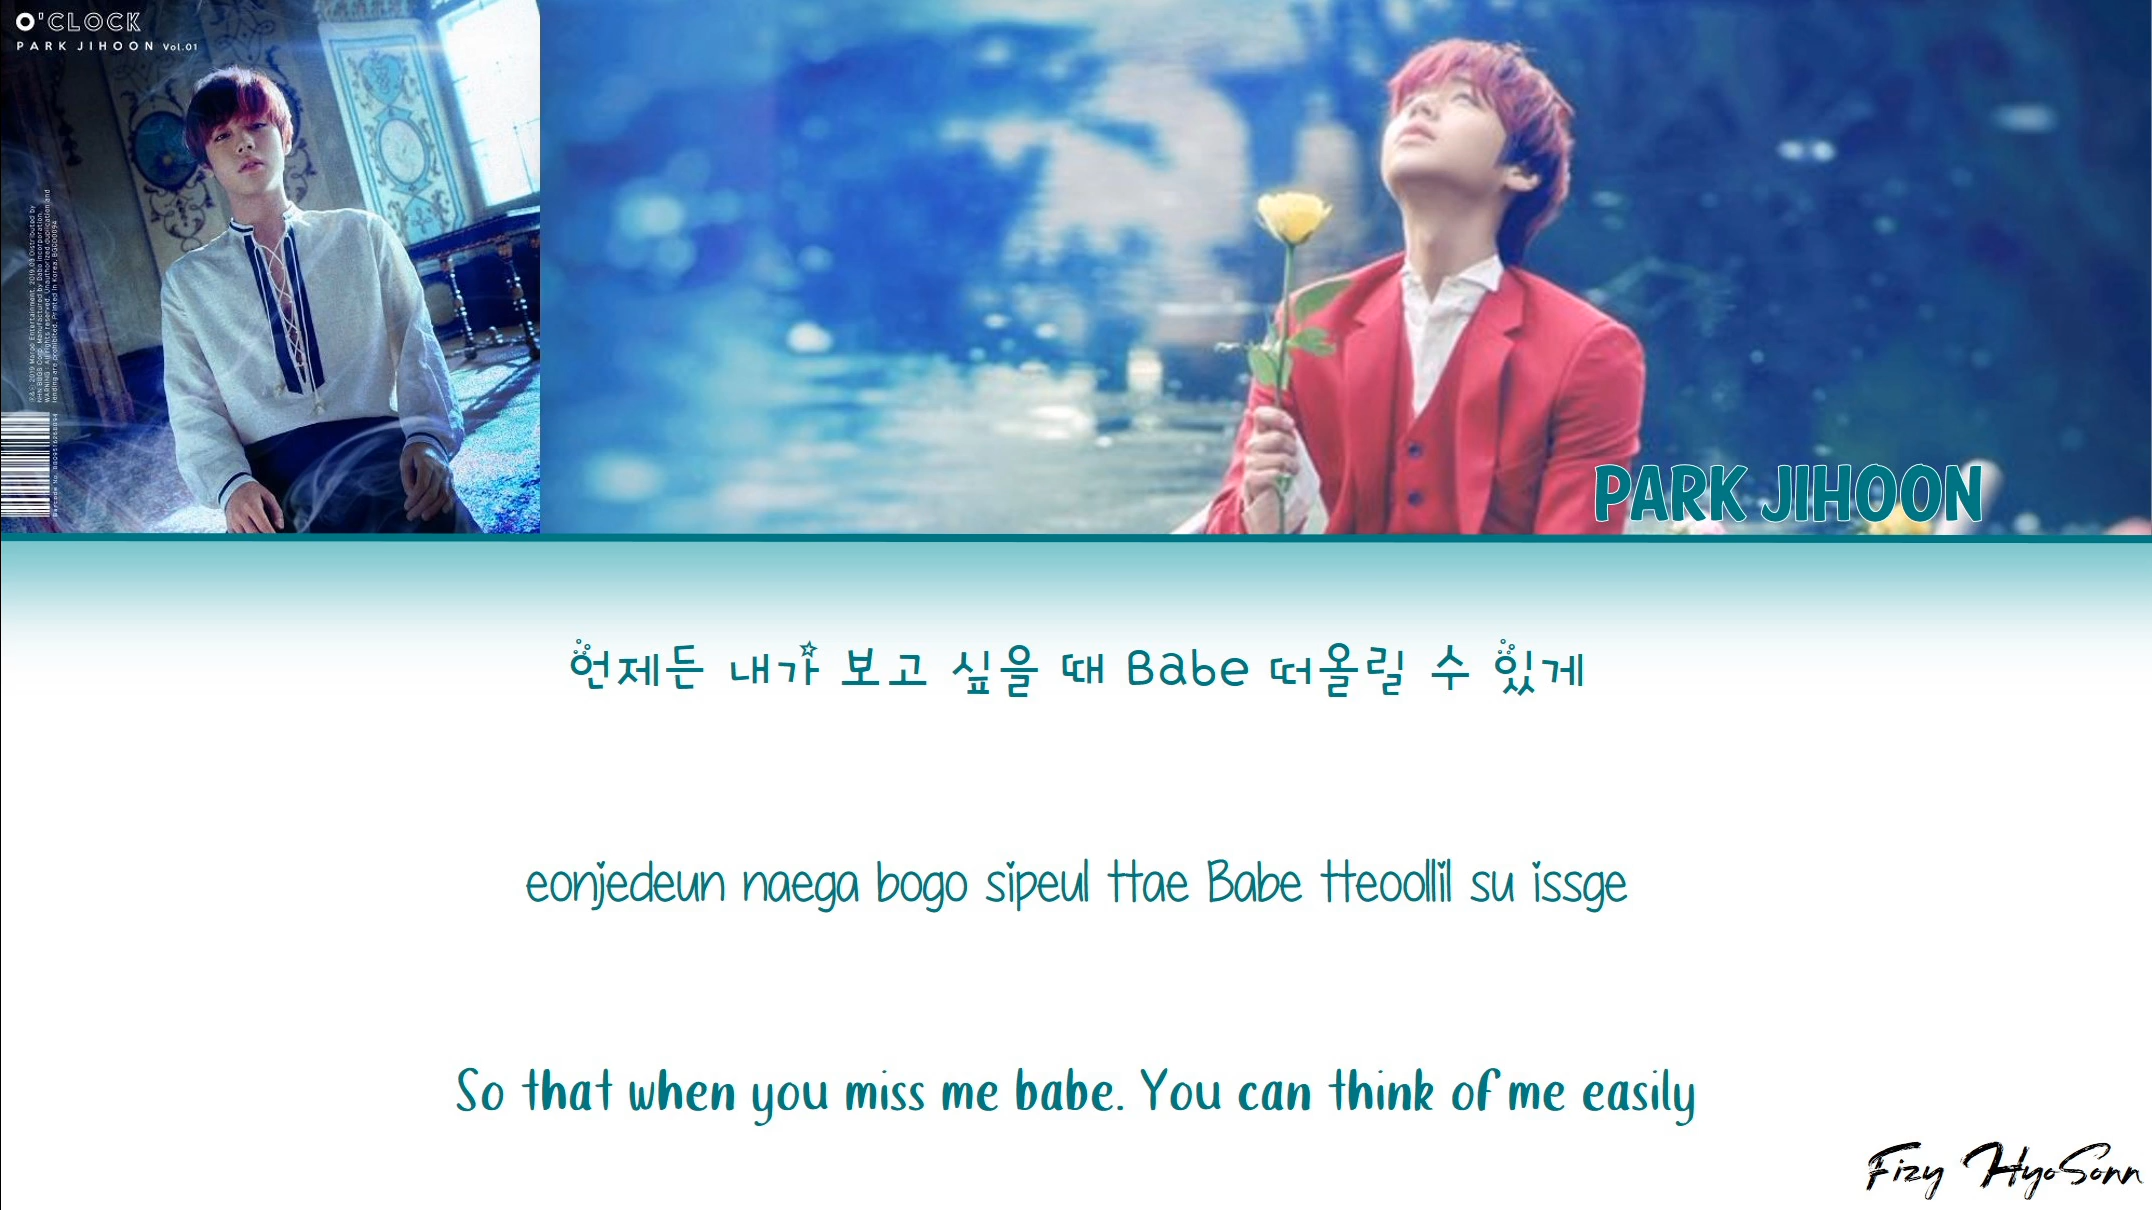 O'CLOCK
PARK JIHOON Vol.01
PARK JIHOON
언제든 내가 보고 싶을 때 Babe 떠올릴 수 있게
eonjedeun naega bogo sipeul ttae Babe tteoollil su issge
So that when you miss me babe. You can think of me easily
Fizy HyoSonn